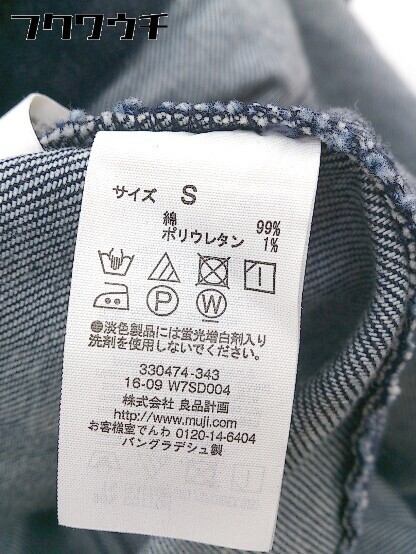 フクワウチ
サイズ S
綿 99%
ポリウレタン 1%
P W
●淡色製品には蛍光増白剤入り
洗剤を使用しないでください。
330474-343
16-09 W7SD004
株式会社 良品計画
http://www.muji.com
お客様室でんわ 0120-14-6404
バングラデシュ製